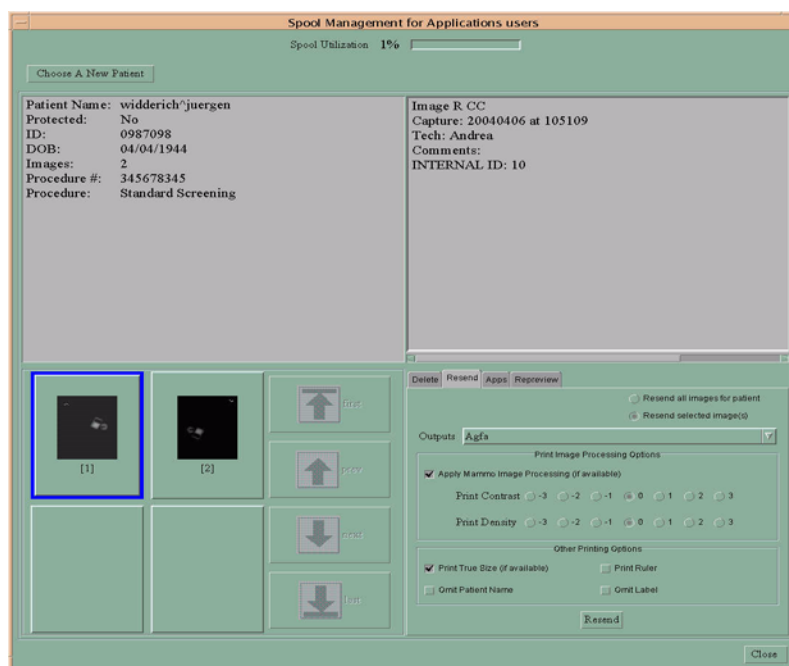 Spool Management for Applications users
Spool Utilization 1%
Choose A New Patient
Patient Name: widderich^juergen
Protected: No
ID: 0987098
DOB: 04/04/1944
Images: 2
Procedure #: 345678345
Procedure: Standard Screening
Image R CC
Capture: 20040406 at 105109
Tech: Andrea
Comments:
INTERNAL ID: 10
[1]
[2]
first
prev
next
last
Delete Resend Apps Repreview
Resend all images for patient
Resend selected image(s)
Outputs Agfa
Print Image Processing Options
Apply Mammo Image Processing (if available)
Print Contrast -3 -2 -1 0 1 2 3
Print Density -3 -2 -1 0 1 2 3
Other Printing Options
Print True Size (if available) Print Ruler
Omit Patient Name Omit Label
Resend
Close